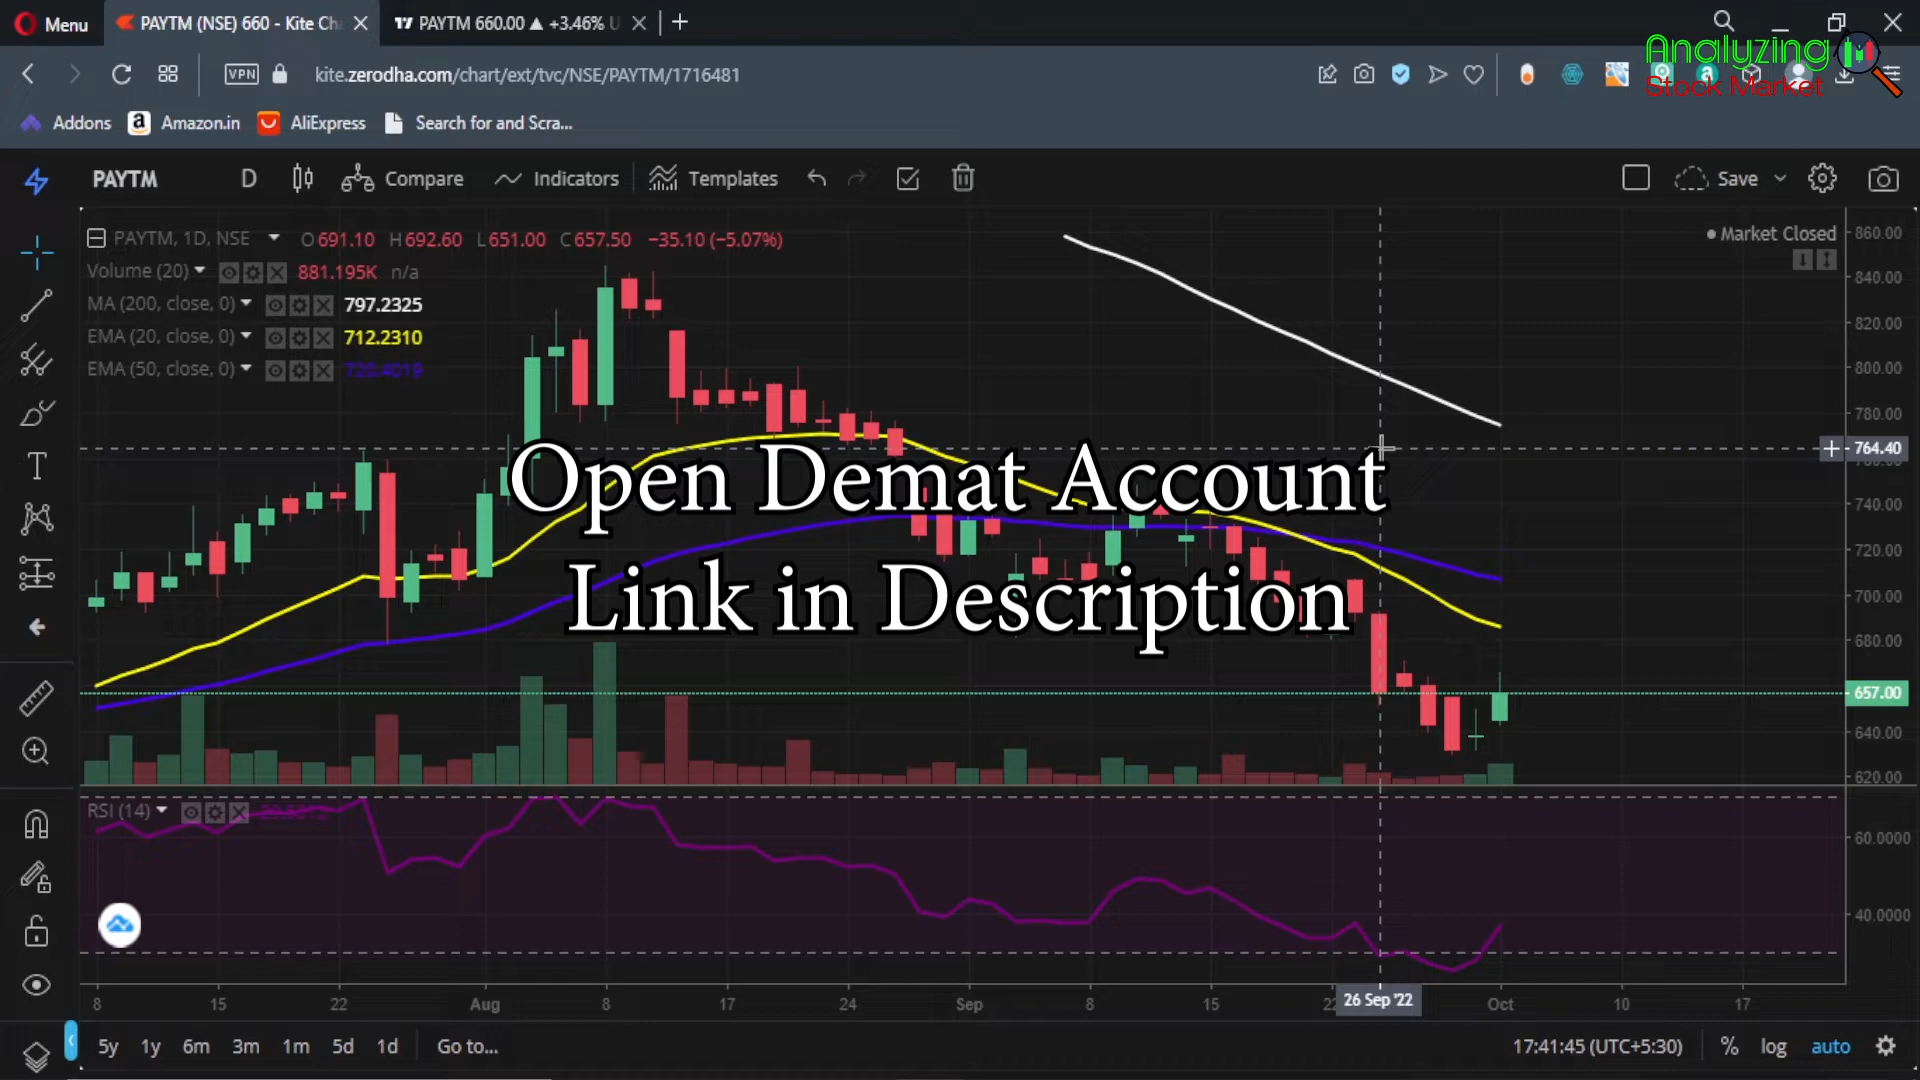 Menu
PAYTM (NSE) 660 - Kite Ch
PAYTM 660.00 ▲ +3.46% U
VPN
kite.zerodha.com/chart/ext/tvc/NSE/PAYTM/1716481
Analyzing
Stock Market
Addons
Amazon.in
AliExpress
Search for and Scra...
PAYTM
D
Compare
Indicators
Templates
Save
PAYTM, 1D, NSE
O691.10 H692.60 L651.00 C657.50 −35.10 (−5.07%)
Market Closed
Volume (20)
881.195K n/a
MA (200, close, 0)
797.2325
EMA (20, close, 0)
712.2310
EMA (50, close, 0)
720.4019
860.00
840.00
820.00
800.00
780.00
764.40
740.00
720.00
700.00
680.00
657.00
640.00
620.00
Open Demat Account
Link in Description
RSI (14)
60.0000
40.0000
8 15 22 Aug 8 17 24 Sep 8 15 26 Sep '22 Oct 10 17
5y 1y 6m 3m 1m 5d 1d Go to...
17:41:45 (UTC+5:30) % log auto